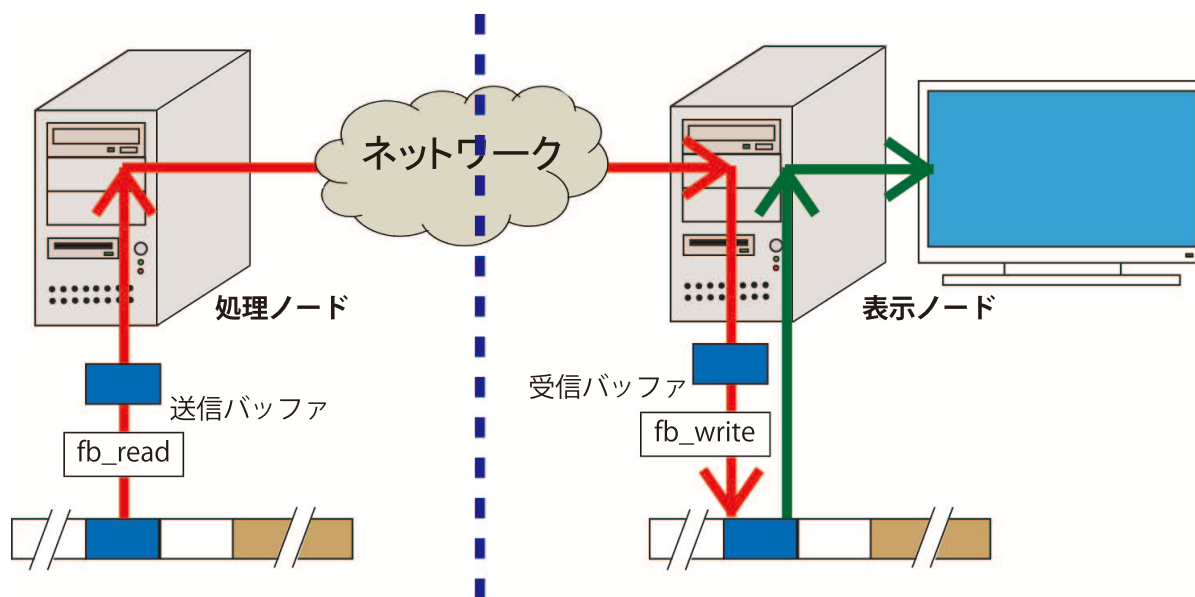 ネットワーク
処理ノード
表示ノード
送信バッファ
受信バッファ
fb_read
fb_write